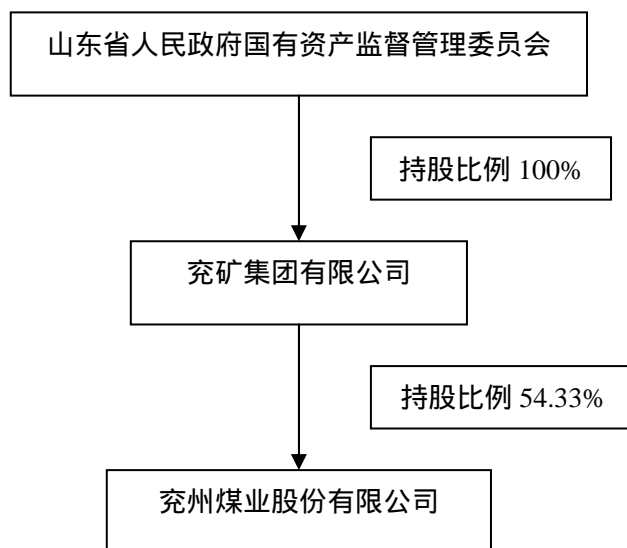 山东省人民政府国有资产监督管理委员会
持股比例 100%
兖矿集团有限公司
持股比例 54.33%
兖州煤业股份有限公司